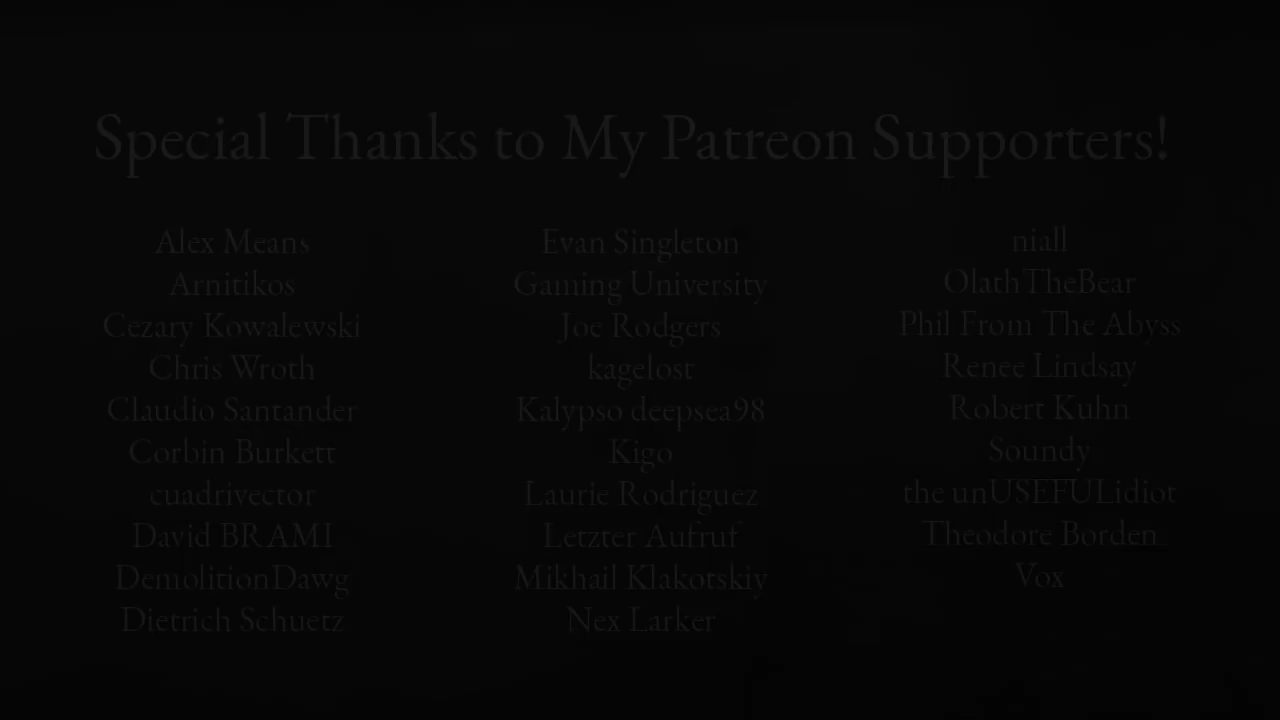 Special Thanks to My Patreon Supporters!
Alex Means
Arnitikos
Cezary Kowalewski
Chris Wroth
Claudio Santander
Corbin Burkett
cuadrivector
David BRAMI
DemolitionDawg
Dietrich Schuetz
Evan Singleton
Gaming University
Joe Rodgers
kagelost
Kalypso deepsea98
Kigo
Laurie Rodriguez
Letzter Aufruf
Mikhail Klakotskiy
Nex Larker
niall
OlathTheBear
Phil From The Abyss
Renee Lindsay
Robert Kuhn
Soundy
the unUSEFULidiot
Theodore Borden
Vox